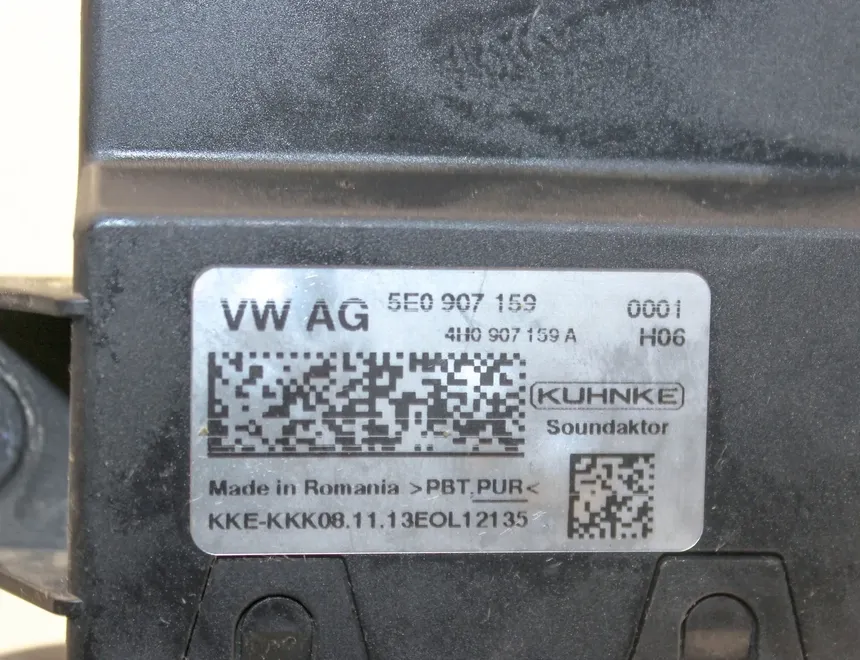 VW AG 5E0 907 159 0001
4H0 907 159 A H06
KUHNKE
Soundaktor
Made in Romania >PBT,PUR<
KKE-KKK08.11.13EOL12135